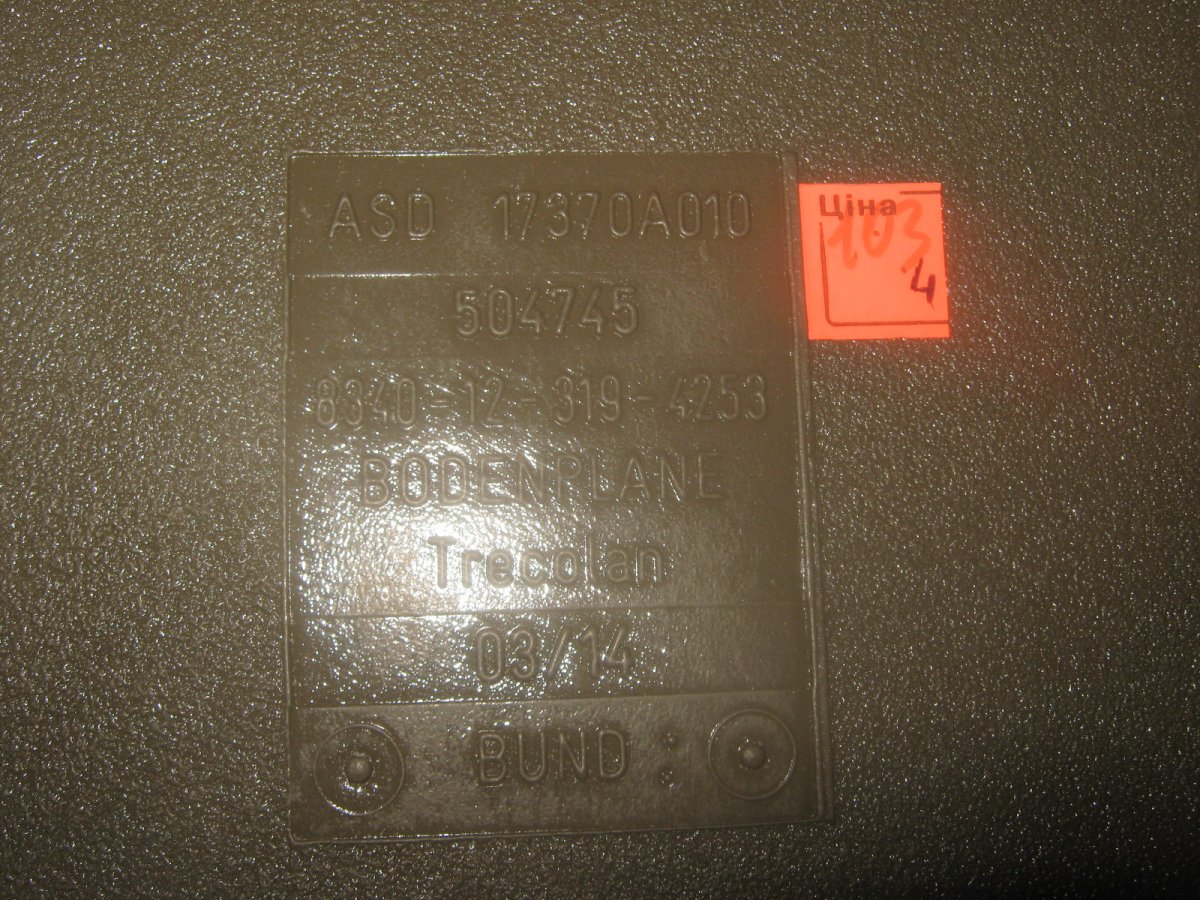 ASD 17370A010
504745
8340-12-319-4253
BODENPLANE
Trecolan
03/14
BUND :
Ціна
103
4